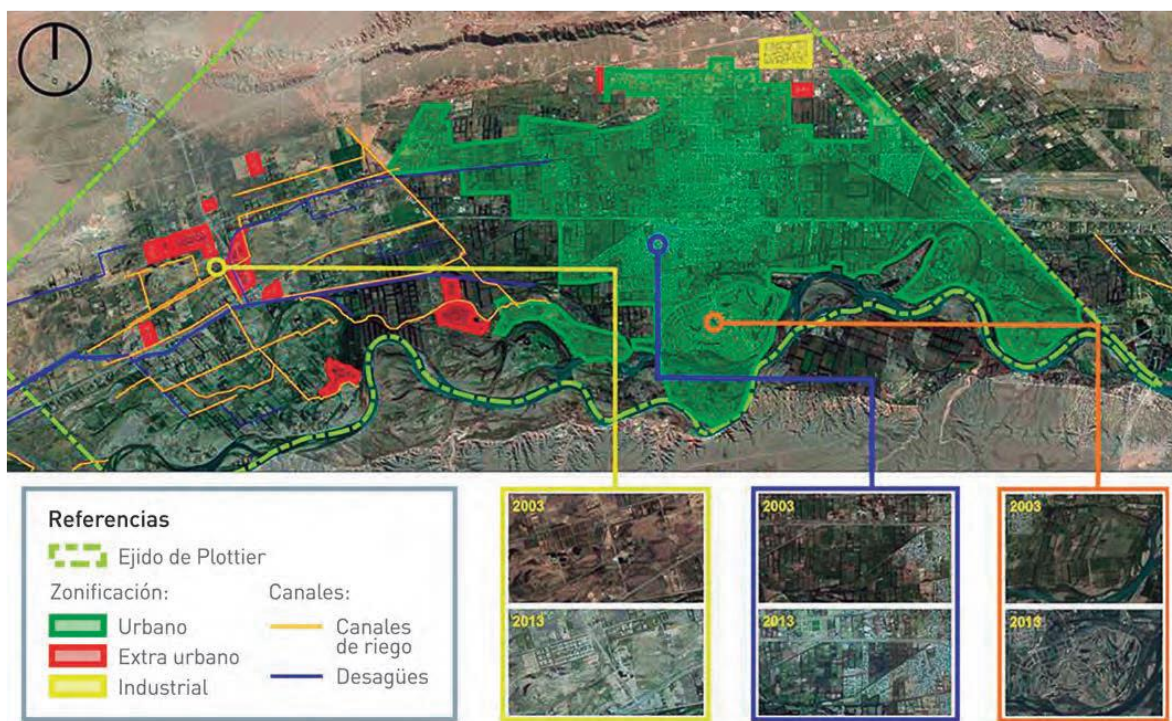 Referencias
Ejido de Plottier
Zonificación:
Urbano
Extra urbano
Industrial
Canales:
Canales
de riego
Desagües
2003
2013
2003
2013
2003
2013